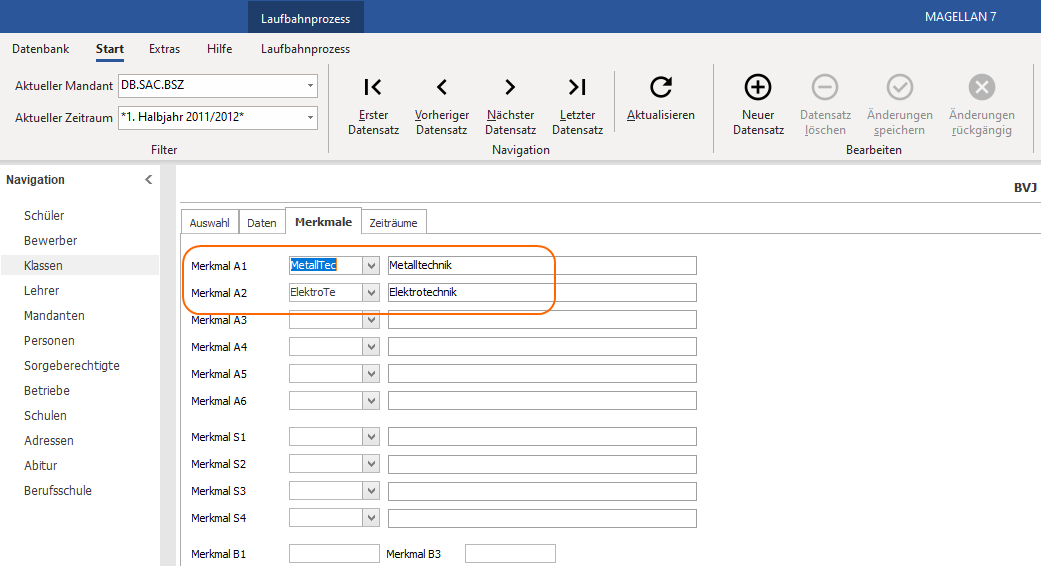 Laufbahnprozess
MAGELLAN 7
Datenbank Start Extras Hilfe Laufbahnprozess
Aktueller Mandant DB.SAC.BSZ
Aktueller Zeitraum *1. Halbjahr 2011/2012*
Filter
Erster Datensatz
Vorheriger Datensatz
Nächster Datensatz
Letzter Datensatz
Aktualisieren
Navigation
Neuer Datensatz
Datensatz löschen
Änderungen speichern
Änderungen rückgängig
Bearbeiten
Navigation
Schüler
Bewerber
Klassen
Lehrer
Mandanten
Personen
Sorgeberechtigte
Betriebe
Schulen
Adressen
Abitur
Berufsschule
BVJ
Auswahl Daten Merkmale Zeiträume
Merkmal A1 MetallTec Metalltechnik
Merkmal A2 ElektroTe Elektrotechnik
Merkmal A3
Merkmal A4
Merkmal A5
Merkmal A6
Merkmal S1
Merkmal S2
Merkmal S3
Merkmal S4
Merkmal B1 Merkmal B3